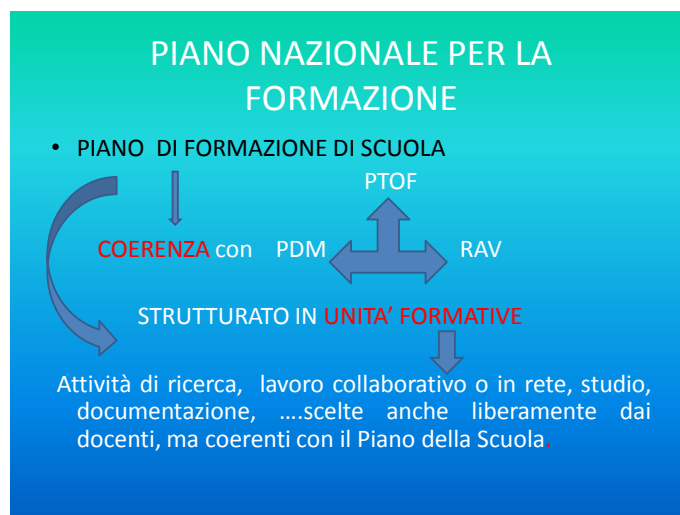 PIANO NAZIONALE PER LA
FORMAZIONE
• PIANO DI FORMAZIONE DI SCUOLA
PTOF
COERENZA con PDM RAV
STRUTTURATO IN UNITA’ FORMATIVE
Attività di ricerca, lavoro collaborativo o in rete, studio,
documentazione, ....scelte anche liberamente dai
docenti, ma coerenti con il Piano della Scuola.